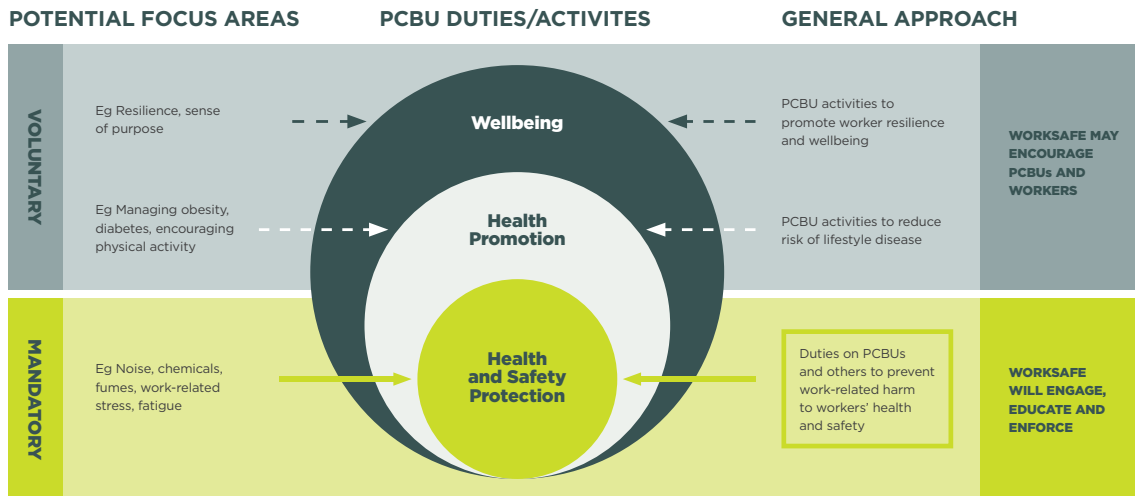 POTENTIAL FOCUS AREAS
PCBU DUTIES/ACTIVITES
GENERAL APPROACH
VOLUNTARY
Eg Resilience, sense
of purpose
Wellbeing
PCBU activities to
promote worker resilience
and wellbeing
WORKSAFE MAY
ENCOURAGE
PCBUs AND
WORKERS
Eg Managing obesity,
diabetes, encouraging
physical activity
Health
Promotion
PCBU activities to reduce
risk of lifestyle disease
MANDATORY
Eg Noise, chemicals,
fumes, work-related
stress, fatigue
Health
and Safety
Protection
Duties on PCBUs
and others to prevent
work-related harm
to workers’ health
and safety
WORKSAFE
WILL ENGAGE,
EDUCATE AND
ENFORCE